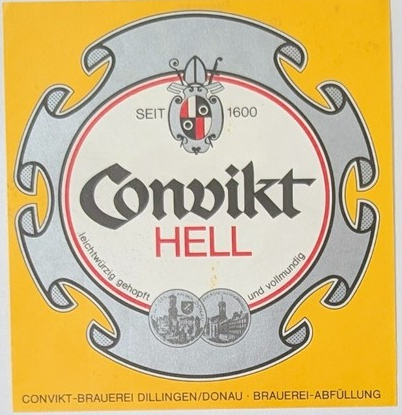 SEIT 1600
Convikt
HELL
leichtwürzig gehopft
und vollmundig
CONVIKT-BRAUEREI DILLINGEN/DONAU · BRAUEREI-ABFÜLLUNG